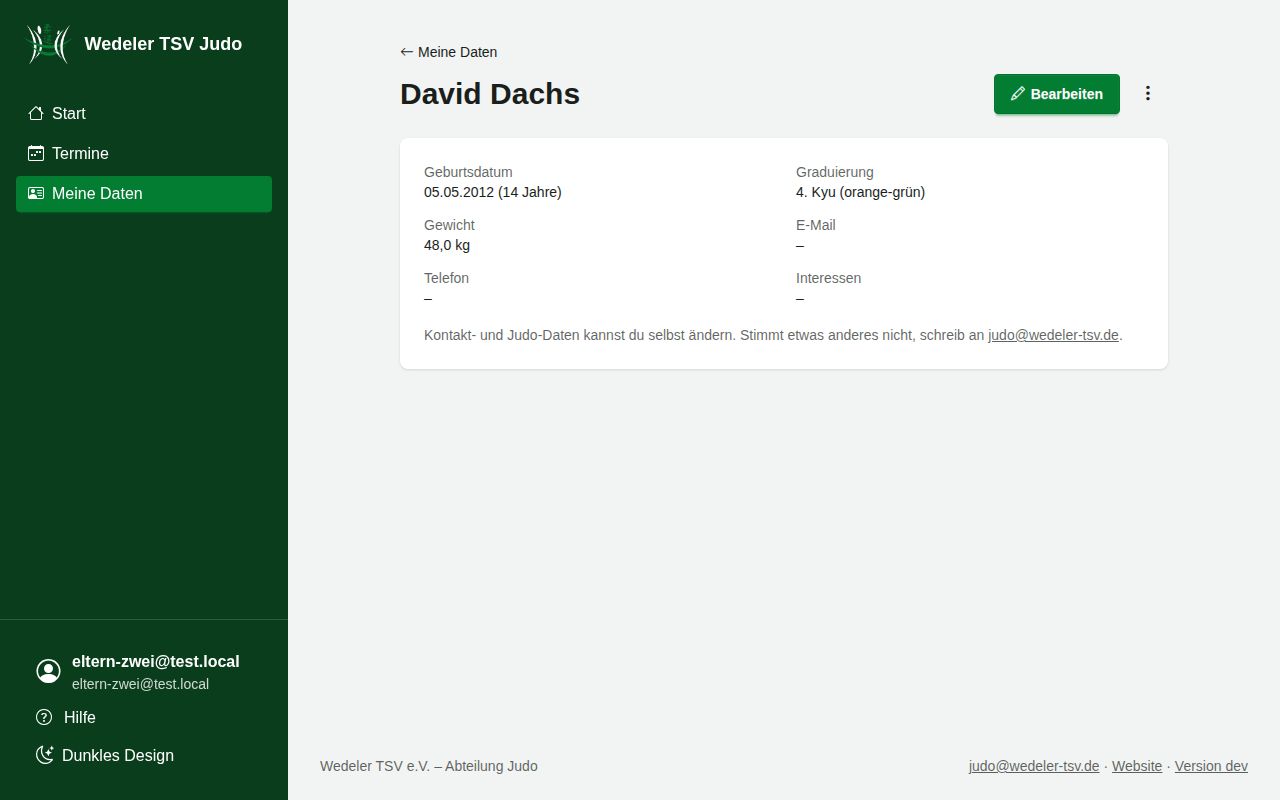 Wedeler TSV Judo
Start
Termine
Meine Daten
eltern-zwei@test.local
eltern-zwei@test.local
Hilfe
Dunkles Design
← Meine Daten
David Dachs
Bearbeiten
Geburtsdatum
05.05.2012 (14 Jahre)
Graduierung
4. Kyu (orange-grün)
Gewicht
48,0 kg
E-Mail
–
Telefon
–
Interessen
–
Kontakt- und Judo-Daten kannst du selbst ändern. Stimmt etwas anderes nicht, schreib an judo@wedeler-tsv.de.
Wedeler TSV e.V. – Abteilung Judo
judo@wedeler-tsv.de · Website · Version dev